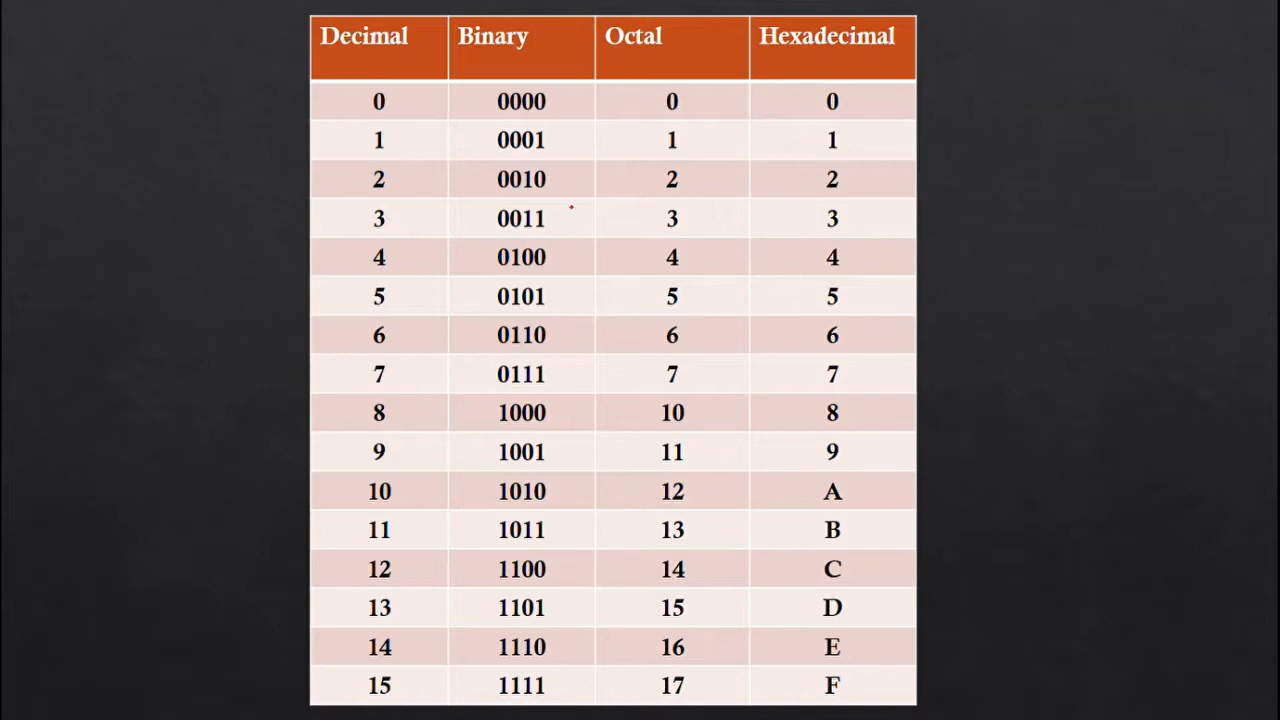 Decimal Binary Octal Hexadecimal
0 0000 0 0
1 0001 1 1
2 0010 2 2
3 0011 3 3
4 0100 4 4
5 0101 5 5
6 0110 6 6
7 0111 7 7
8 1000 10 8
9 1001 11 9
10 1010 12 A
11 1011 13 B
12 1100 14 C
13 1101 15 D
14 1110 16 E
15 1111 17 F